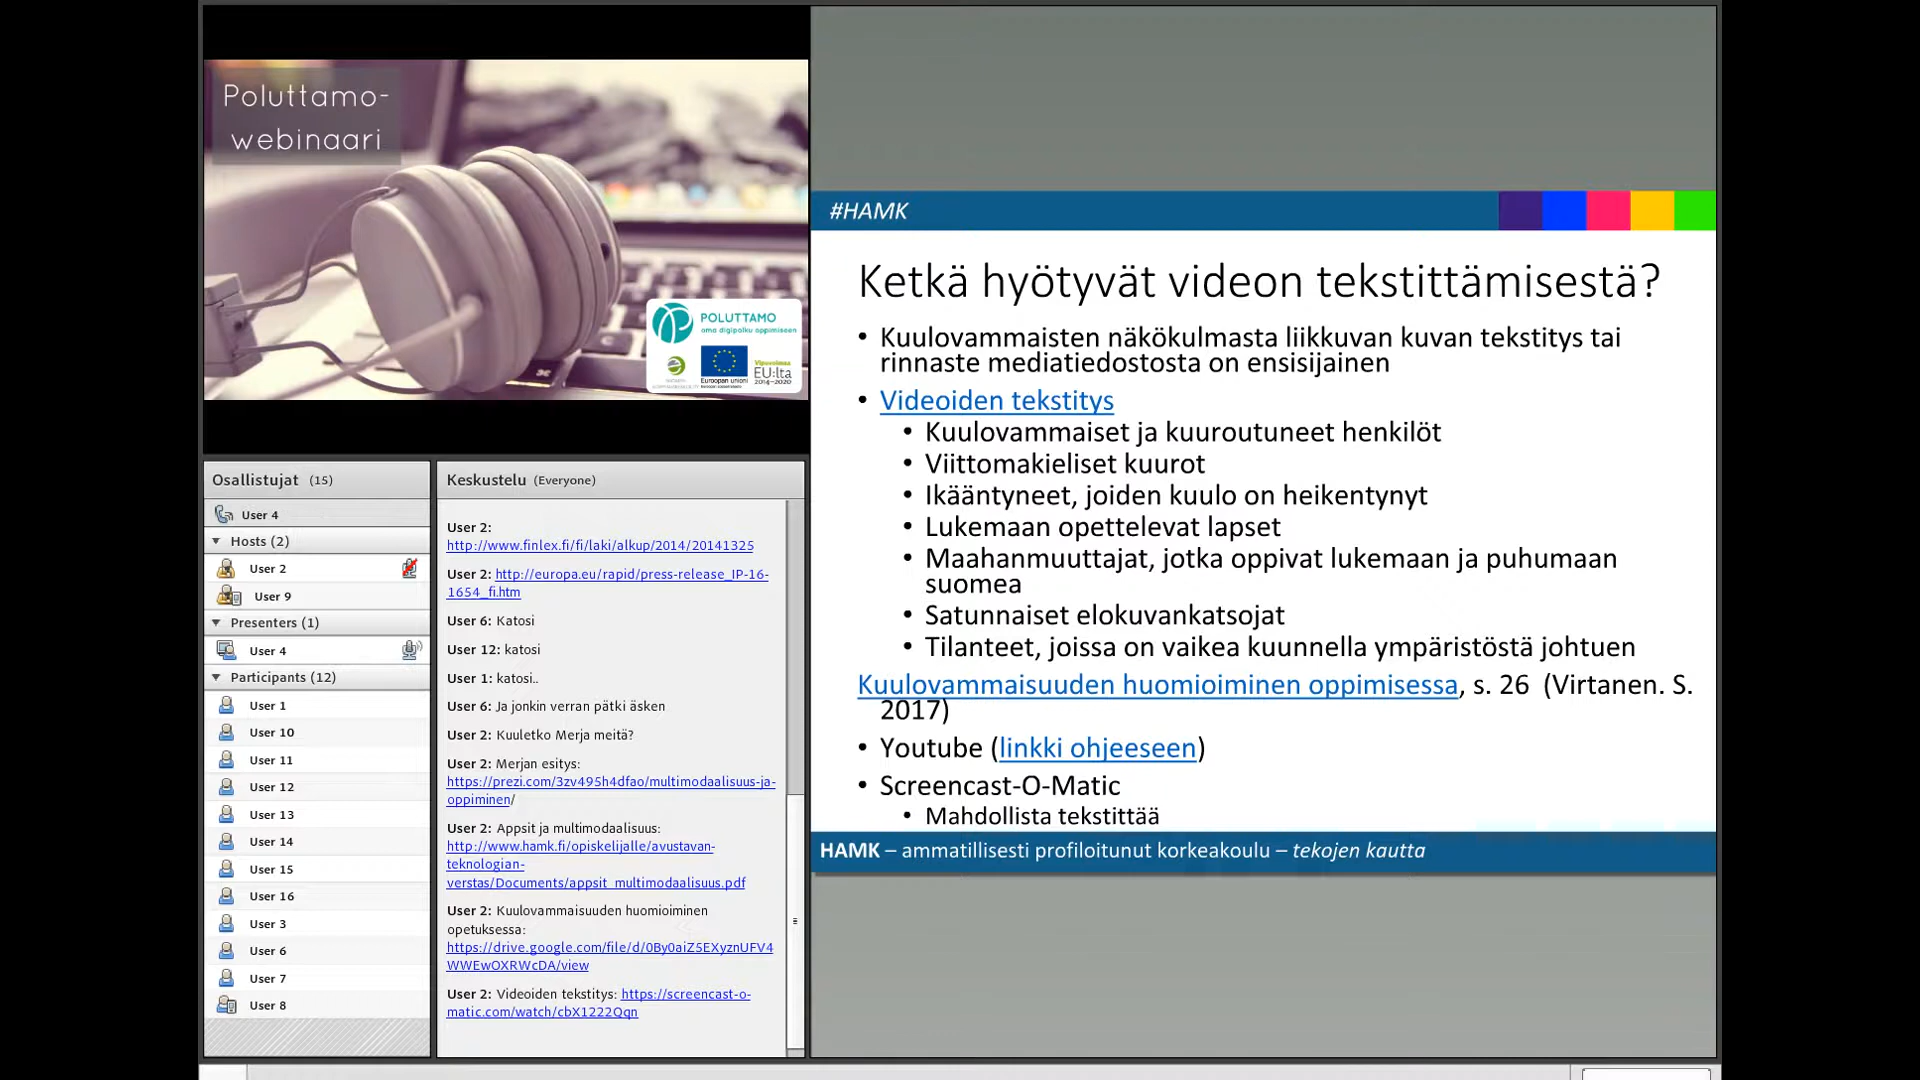 Poluttamo-
webinaari
POLUTTAMO
oma digipolku oppimiseen
Euroopan unioni
Vipuvoimaa
EU:lta
2014–2020
Osallistujat (15)
User 4
Hosts (2)
User 2
User 9
Presenters (1)
User 4
Participants (12)
User 1
User 10
User 11
User 12
User 13
User 14
User 15
User 16
User 3
User 6
User 7
User 8
Keskustelu (Everyone)
User 2:
http://www.finlex.fi/fi/laki/alkup/2014/20141325
User 2: http://europa.eu/rapid/press-release_IP-16-
1654_fi.htm
User 6: Katosi
User 12: katosi
User 1: katosi..
User 6: Ja jonkin verran pätki äsken
User 2: Kuuletko Merja meitä?
User 2: Merjan esitys:
https://prezi.com/3zv495h4dfao/multimodaalisuus-ja-
oppiminen/
User 2: Appsit ja multimodaalisuus:
http://www.hamk.fi/opiskelijalle/avustavan-
teknologian-
verstas/Documents/appsit_multimodaalisuus.pdf
User 2: Kuulovammaisuuden huomioiminen
opetuksessa:
https://drive.google.com/file/d/0By0aiZ5EXyznUFV4
WWEwOXRWcDA/view
User 2: Videoiden tekstitys: https://screencast-o-
matic.com/watch/cbX1222Qqn
#HAMK
Ketkä hyötyvät videon tekstittämisestä?
• Kuulovammaisten näkökulmasta liikkuvan kuvan tekstitys tai
rinnaste mediatiedostosta on ensisijainen
• Videoiden tekstitys
• Kuulovammaiset ja kuuroutuneet henkilöt
• Viittomakieliset kuurot
• Ikääntyneet, joiden kuulo on heikentynyt
• Lukemaan opettelevat lapset
• Maahanmuuttajat, jotka oppivat lukemaan ja puhumaan
suomea
• Satunnaiset elokuvankatsojat
• Tilanteet, joissa on vaikea kuunnella ympäristöstä johtuen
Kuulovammaisuuden huomioiminen oppimisessa, s. 26 (Virtanen. S.
2017)
• Youtube (linkki ohjeeseen)
• Screencast-O-Matic
• Mahdollista tekstittää
HAMK – ammatillisesti profiloitunut korkeakoulu – tekojen kautta